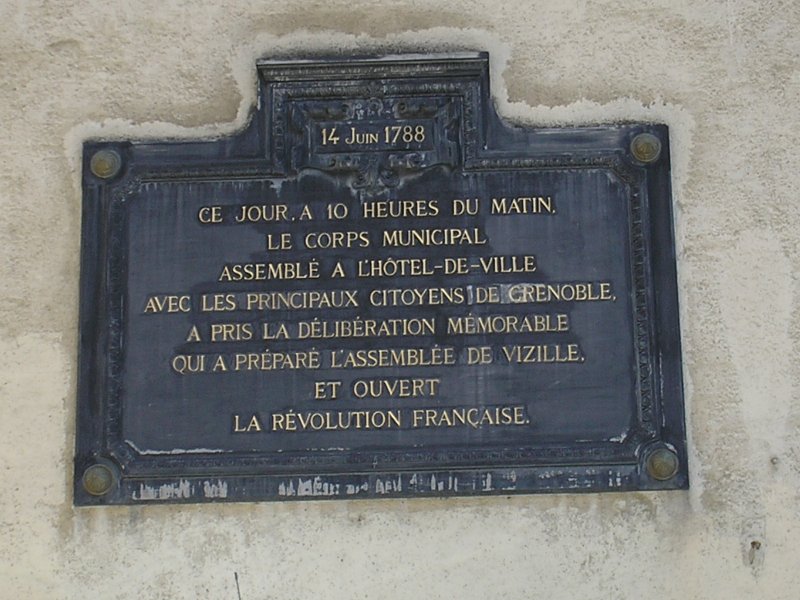 14 Juin 1788
CE JOUR, A 10 HEURES DU MATIN,
LE CORPS MUNICIPAL
ASSEMBLÉ A L'HÔTEL-DE-VILLE
AVEC LES PRINCIPAUX CITOYENS DE GRENOBLE,
A PRIS LA DÉLIBÉRATION MÉMORABLE
QUI A PRÉPARÉ L'ASSEMBLÉE DE VIZILLE,
ET OUVERT
LA RÉVOLUTION FRANÇAISE.